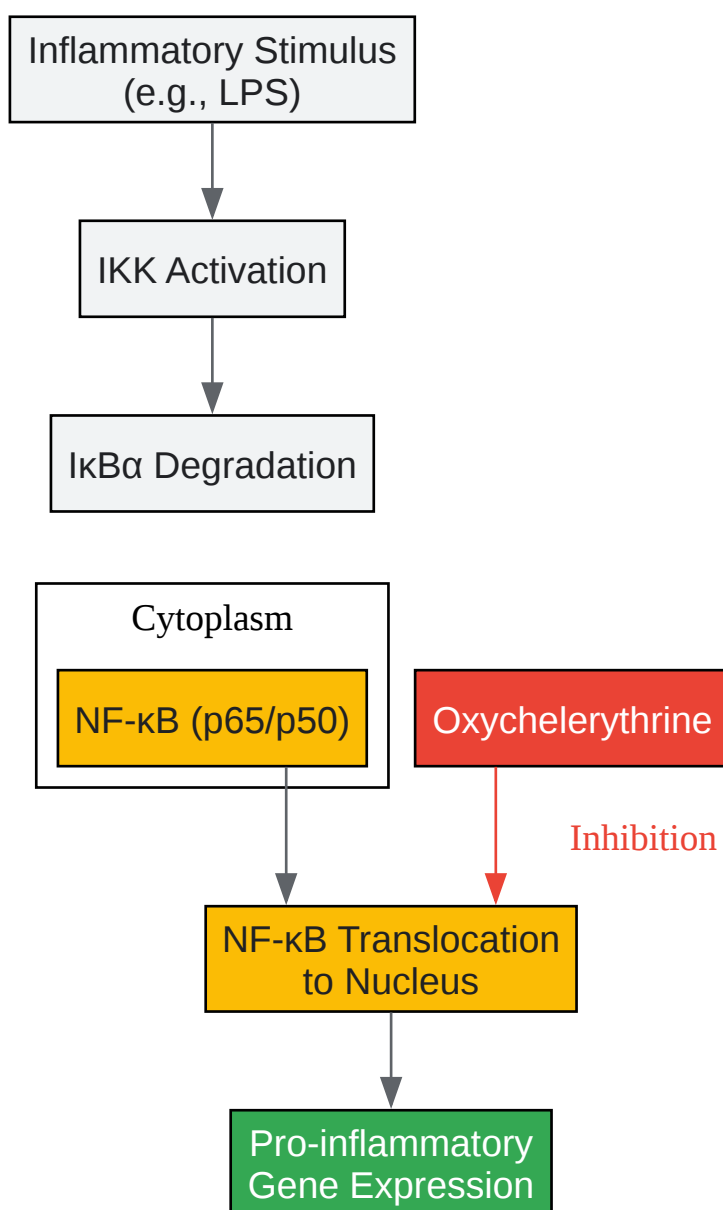 Inflammatory Stimulus
(e.g., LPS)
IKK Activation
IκBα Degradation
Cytoplasm
NF-κB (p65/p50)
Oxychelerythrine
Inhibition
NF-κB Translocation
to Nucleus
Pro-inflammatory
Gene Expression